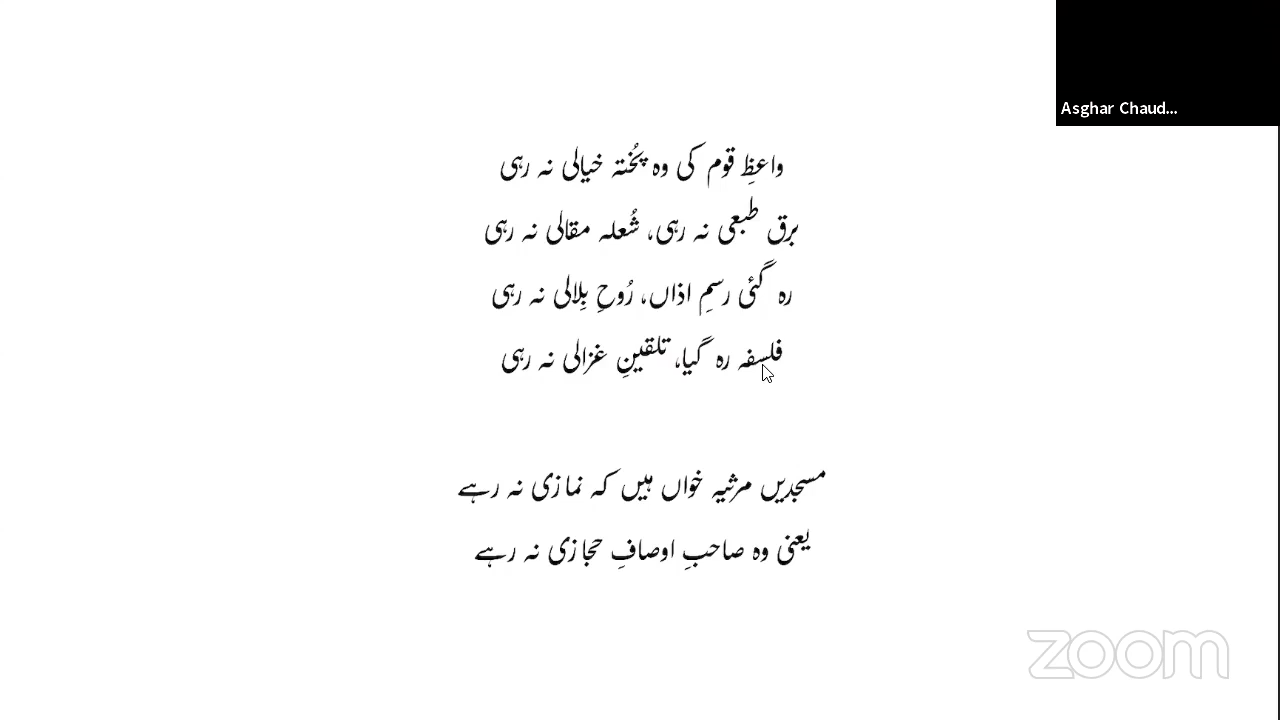 Asghar Chaud...
واعظِ قوم کی وہ پُختہ خیالی نہ رہی
برق طبعی نہ رہی، شُعلہ مقالی نہ رہی
رہ گئی رسمِ اذاں، رُوحِ بِلالی نہ رہی
فلسفہ رہ گیا، تلقینِ غزالی نہ رہی
مسجدیں مرثیہ خواں ہیں کہ نمازی نہ رہے
یعنی وہ صاحبِ اوصافِ حجازی نہ رہے
zoom